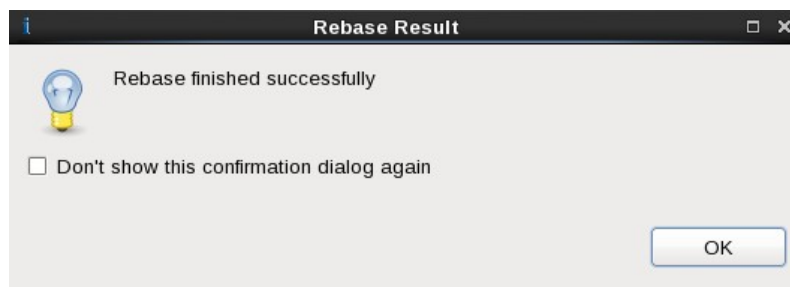 Rebase Result
Rebase finished successfully
Don't show this confirmation dialog again
OK